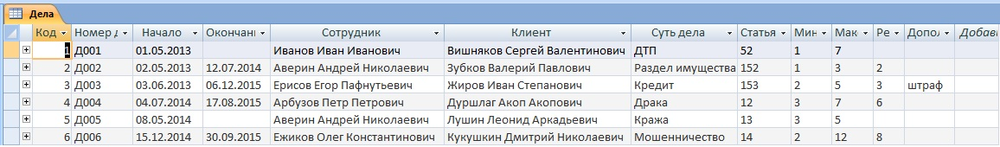 Дела
Код Номер д Начало Окончани Сотрудник Клиент Суть дела Статья Мин Мак Ре Допол Добави
1 Д001 01.05.2013 Иванов Иван Иванович Вишняков Сергей Валентинович ДТП 52 1 7
2 Д002 02.05.2013 12.07.2014 Аверин Андрей Николаевич Зубков Валерий Павлович Раздел имущества 152 1 3 2
3 Д003 03.06.2013 06.12.2015 Ерисов Егор Пафнутьевич Жиров Иван Степанович Кредит 153 2 5 3 штраф
4 Д004 04.07.2014 17.08.2015 Арбузов Петр Петрович Дуршлаг Акоп Акопович Драка 12 3 7 6
5 Д005 08.05.2014 Аверин Андрей Николаевич Лушин Леонид Аркадьевич Кража 13 3 5
6 Д006 15.12.2014 30.09.2015 Ежиков Олег Константинович Кукушкин Дмитрий Николаевич Мошенничество 14 2 12 8